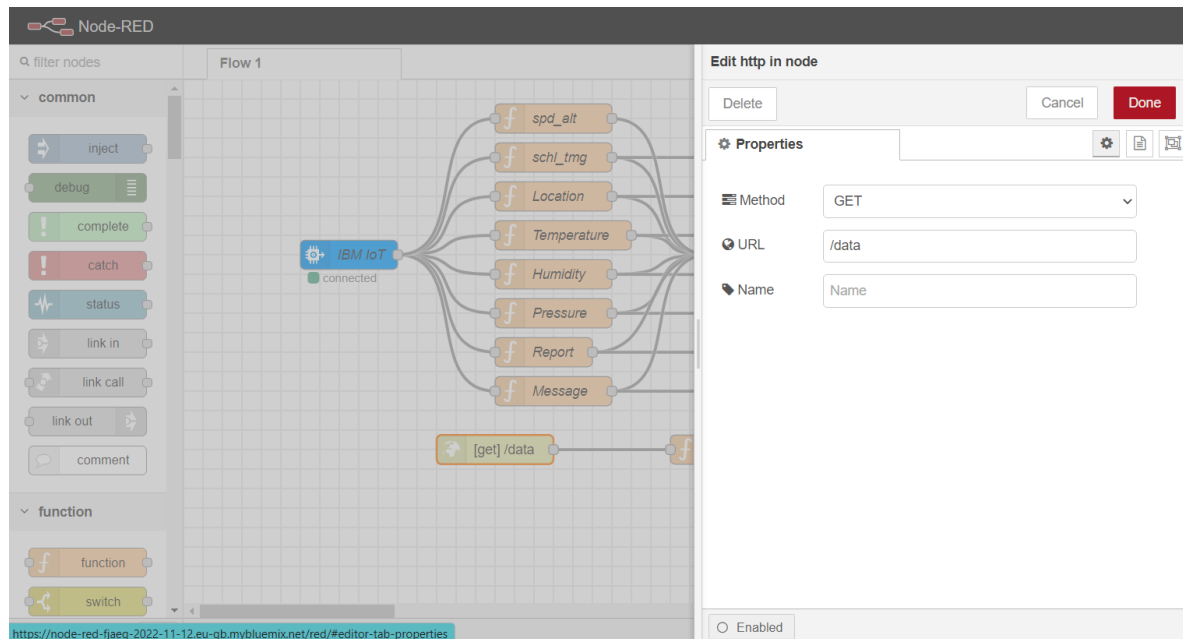 Node-RED
filter nodes
Flow 1
common
inject
debug
complete
catch
status
link in
link call
link out
comment
function
function
switch
spd_alt
schl_tmg
Location
IBM IoT
connected
Temperature
Humidity
Pressure
Report
Message
[get] /data
Edit http in node
Delete
Cancel
Done
Properties
Method
GET
URL
/data
Name
Name
Enabled
https://node-red-fjaeq-2022-11-12.eu-gb.mybluemix.net/red/#editor-tab-properties